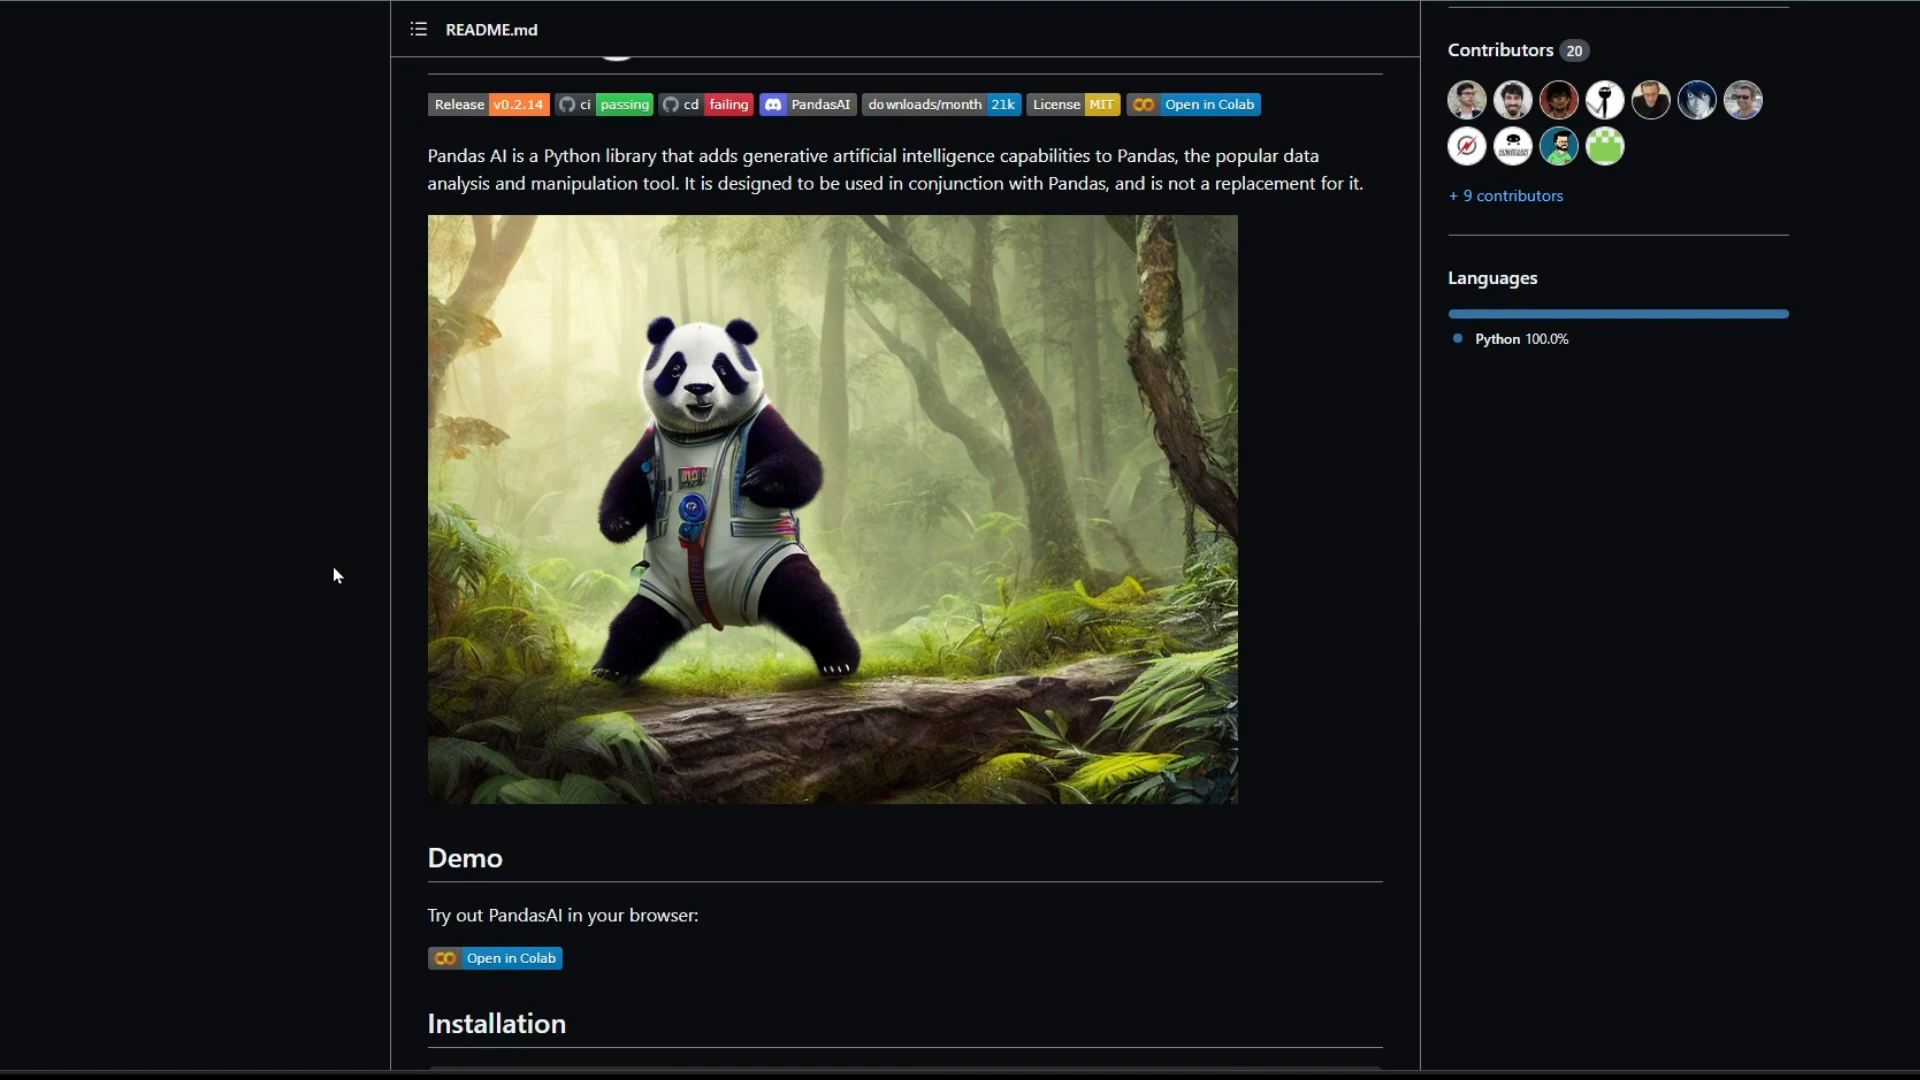 README.md
Release v0.2.14 ci passing cd failing PandasAI downloads/month 21k License MIT Open in Colab
Pandas AI is a Python library that adds generative artificial intelligence capabilities to Pandas, the popular data
analysis and manipulation tool. It is designed to be used in conjunction with Pandas, and is not a replacement for it.
Demo
Try out PandasAI in your browser:
Open in Colab
Installation
Contributors 20
+ 9 contributors
Languages
Python 100.0%